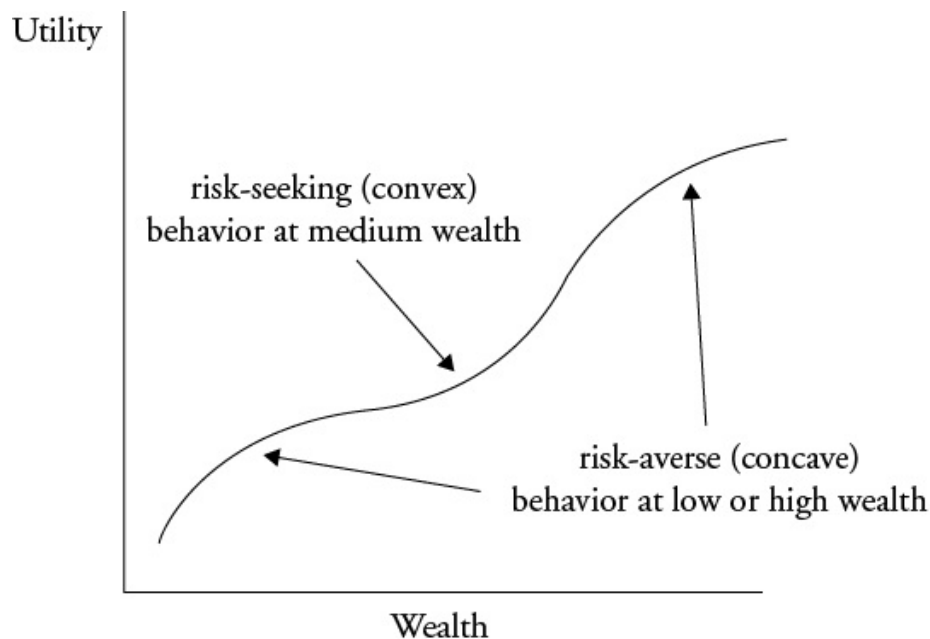 Utility
risk-seeking (convex)
behavior at medium wealth
risk-averse (concave)
behavior at low or high wealth
Wealth